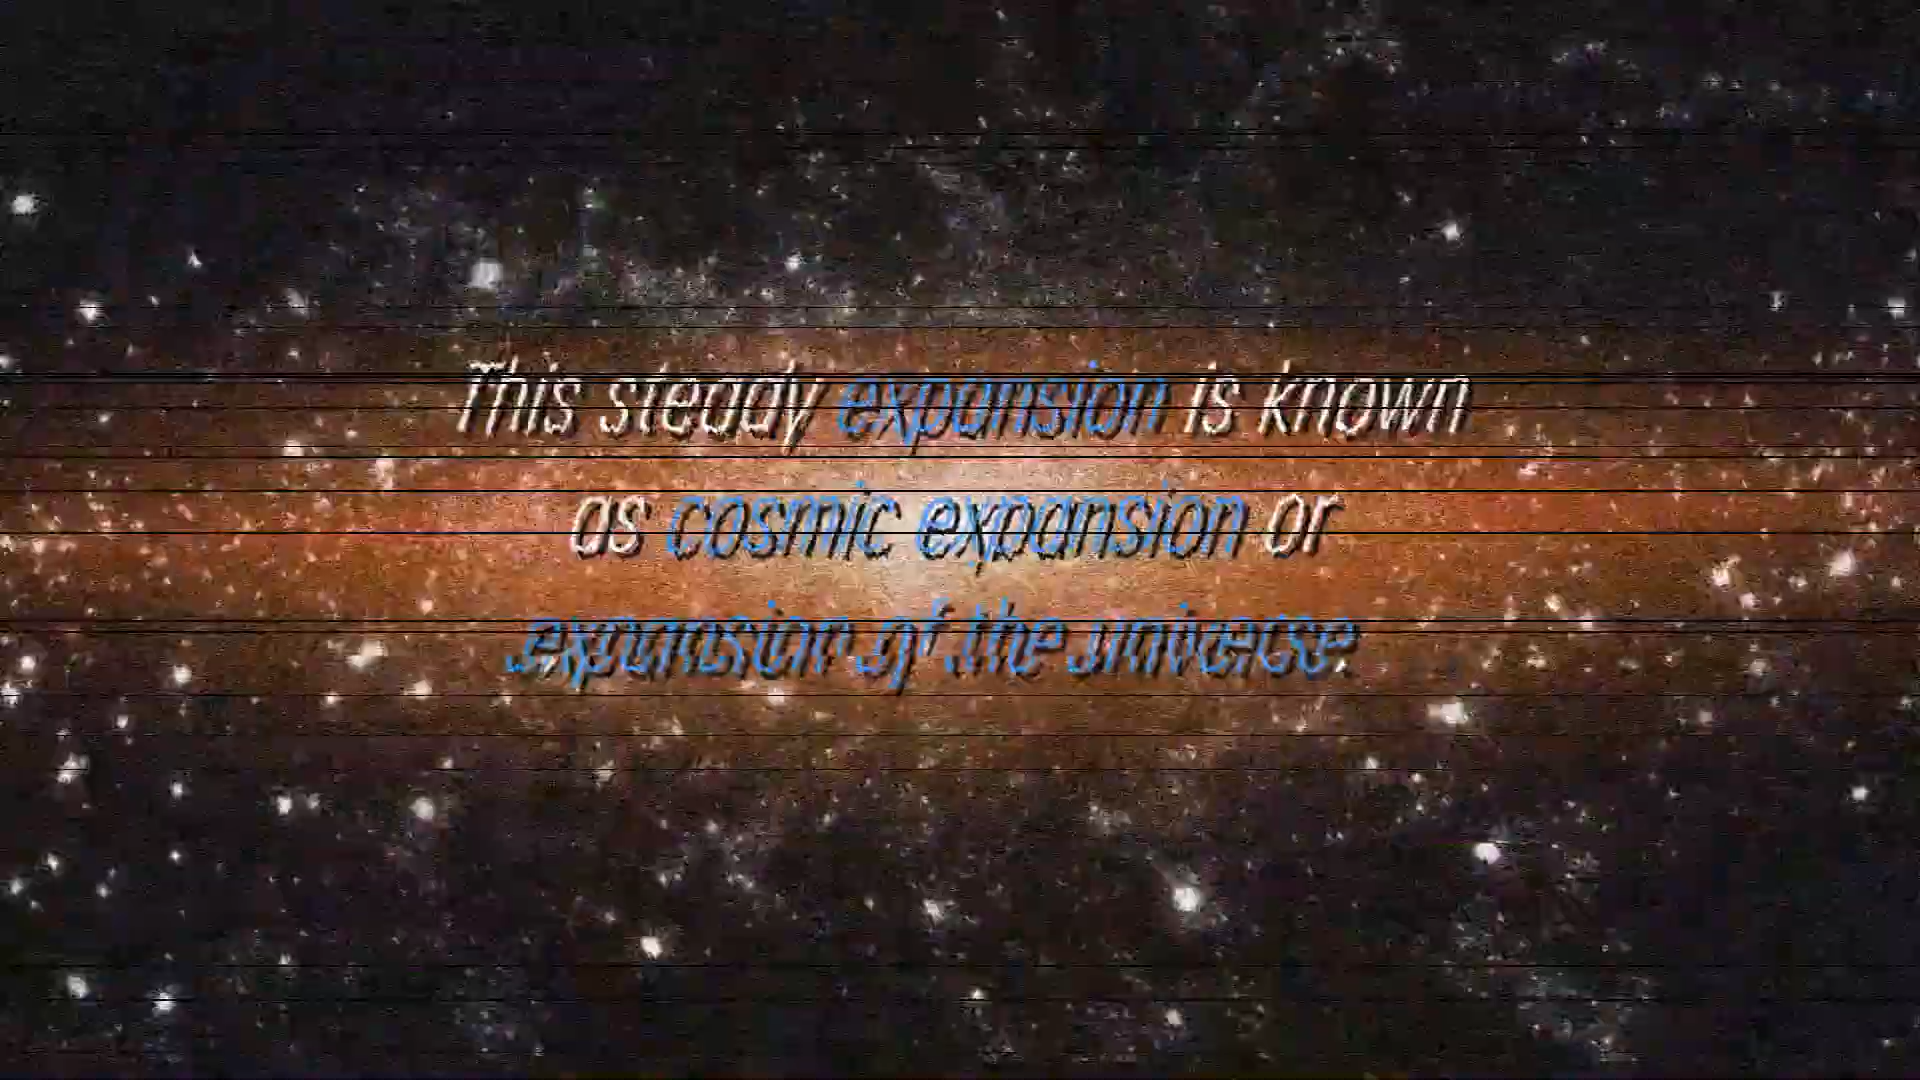 This steady expansion is known
as cosmic expansion or
expansion of the universe.